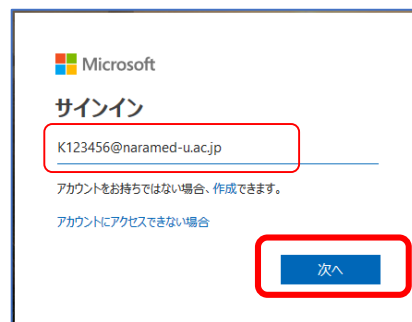 Microsoft
サインイン
K123456@naramed-u.ac.jp
アカウントをお持ちではない場合、作成できます。
アカウントにアクセスできない場合
次へ